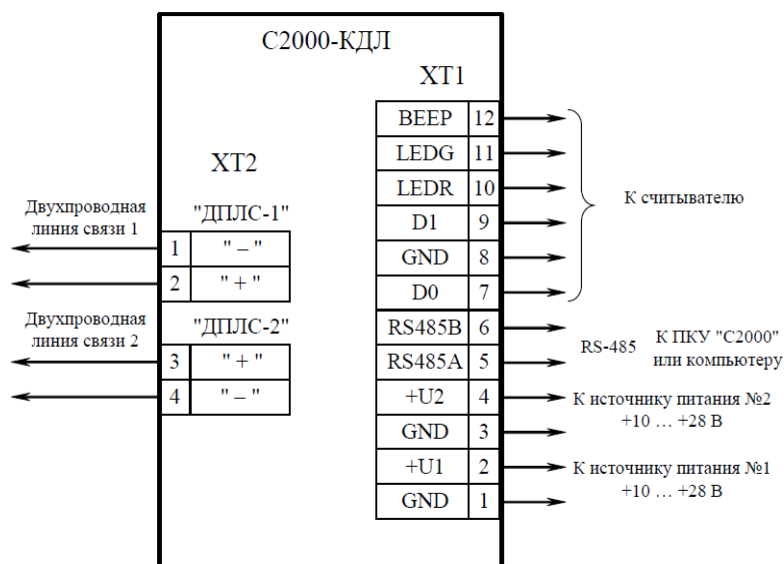 С2000-КДЛ
XT1
BEEP 12
LEDG 11
LEDR 10
D1 9
GND 8
D0 7
К считывателю
RS485B 6
RS485A 5
RS-485
К ПКУ "С2000"
или компьютеру
+U2 4
GND 3
К источнику питания №2
+10 ... +28 В
+U1 2
GND 1
К источнику питания №1
+10 ... +28 В
XT2
"ДПЛС-1"
Двухпроводная
линия связи 1
1 " – "
2 " + "
"ДПЛС-2"
Двухпроводная
линия связи 2
3 " + "
4 " – "